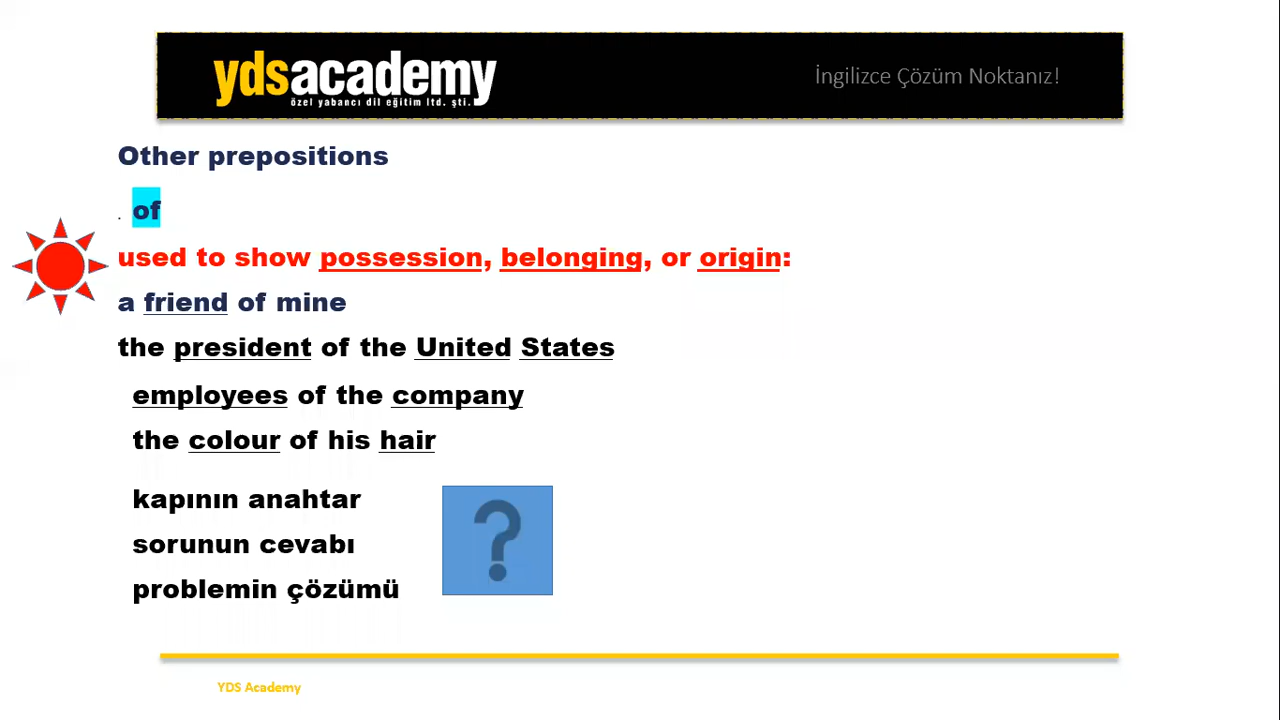 ydsacademy
özel yabancı dil eğitim ltd. şti.
İngilizce Çözüm Noktanız!
Other prepositions
. of
used to show possession, belonging, or origin:
a friend of mine
the president of the United States
employees of the company
the colour of his hair
kapının anahtar
sorunun cevabı
problemin çözümü
?
YDS Academy